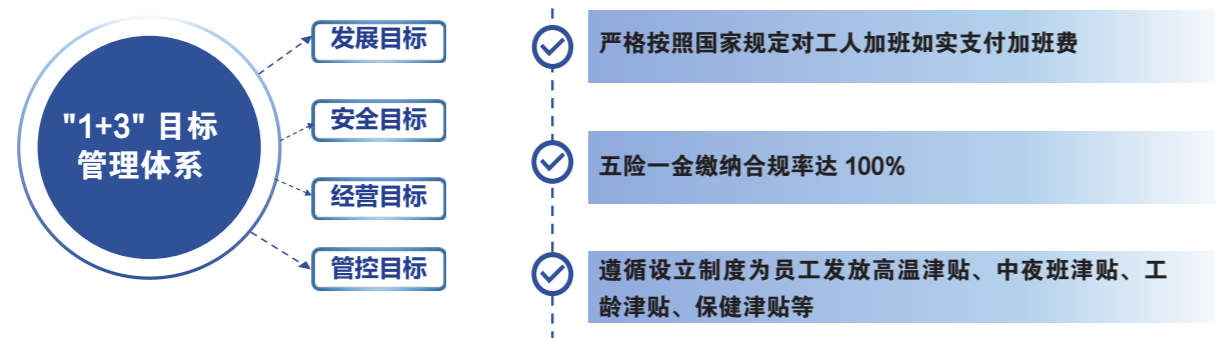 "1+3" 目标
管理体系
发展目标
安全目标
经营目标
管控目标
严格按照国家规定对工人加班如实支付加班费
五险一金缴纳合规率达 100%
遵循设立制度为员工发放高温津贴、中夜班津贴、工
龄津贴、保健津贴等